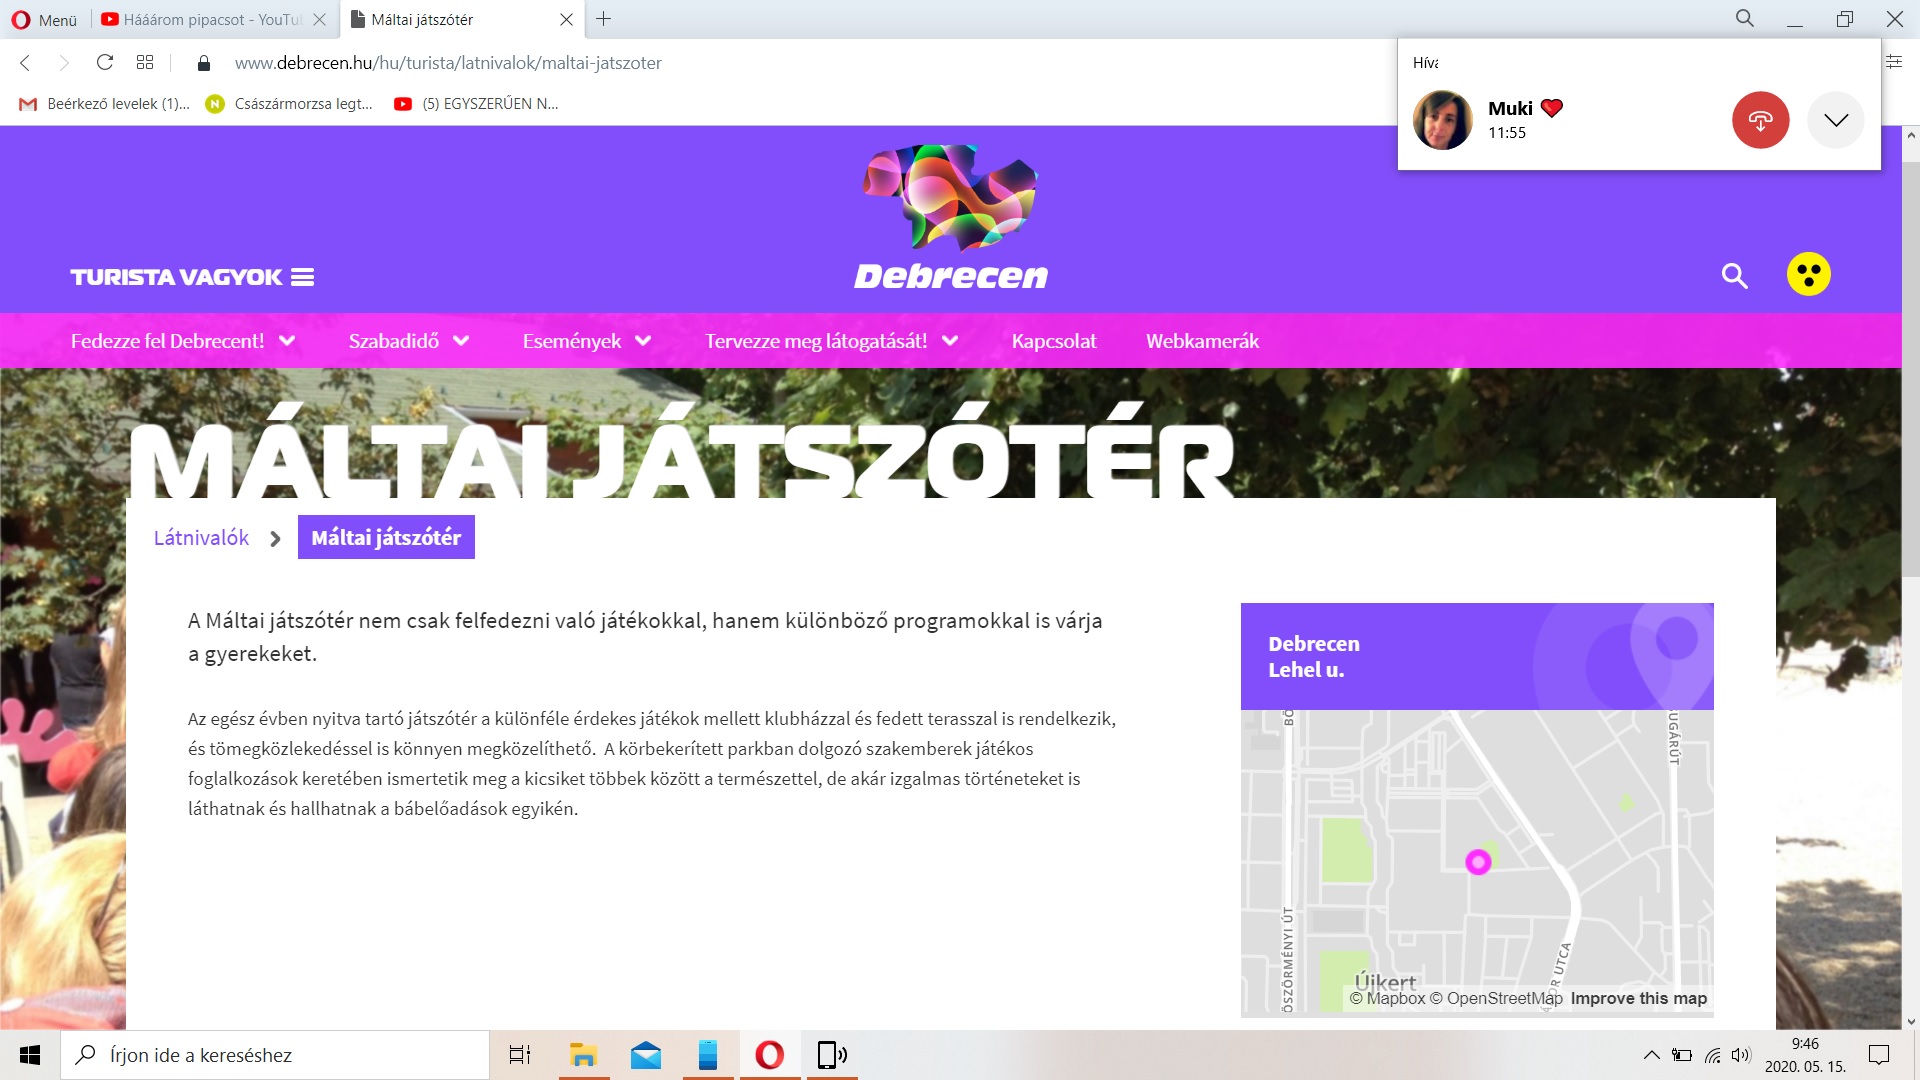 Menü
Hááárom pipacsot - YouTu
Máltai játszótér
www.debrecen.hu/hu/turista/latnivalok/maltai-jatszoter
Beérkező levelek (1)...
N
Császármorzsa legt...
(5) EGYSZERŰEN N...
Hív
Muki
11:55
TURISTA VAGYOK
Debrecen
Fedezze fel Debrecent!
Szabadidő
Események
Tervezze meg látogatását!
Kapcsolat
Webkamerák
MÁLTAI JÁTSZÓTÉR
Látnivalók
Máltai játszótér
A Máltai játszótér nem csak felfedezni való játékokkal, hanem különböző programokkal is várja
a gyerekeket.
Az egész évben nyitva tartó játszótér a különféle érdekes játékok mellett klubházzal és fedett terasszal is rendelkezik,
és tömegközlekedéssel is könnyen megközelíthető. A körbekerített parkban dolgozó szakemberek játékos
foglalkozások keretében ismertetik meg a kicsiket többek között a természettel, de akár izgalmas történeteket is
láthatnak és hallhatnak a bábelőadások egyikén.
Debrecen
Lehel u.
BÖ
UGÁRÚT
ÖSZÖRMÉNYI ÚT
OR UTCA
Újkert
© Mapbox © OpenStreetMap Improve this map
Írjon ide a kereséshez
9:46
2020. 05. 15.